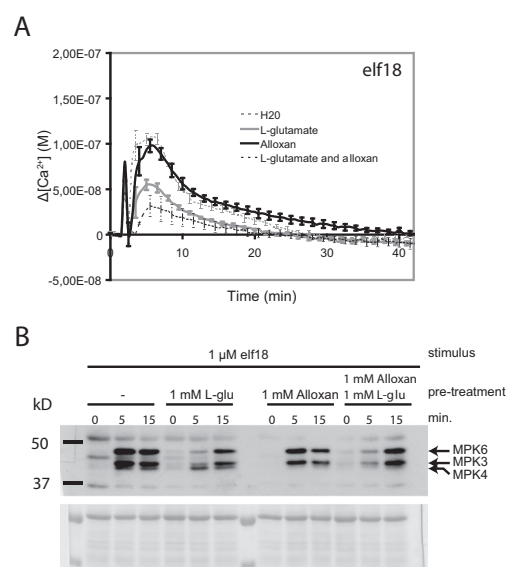 A
2,00E-07
elf18
1,50E-07
H20
L-glutamate
Alloxan
L-glutamate and alloxan
Δ[Ca²⁺] (M)
1,00E-07
5,00E-08
0
0 10 20 30 40
-5,00E-08
Time (min)
B
1 µM elf18 stimulus
1 mM Alloxan
- 1 mM L-glu 1 mM Alloxan 1 mM L-glu pre-treatment
kD 0 5 15 0 5 15 0 5 15 0 5 15 min.
50
MPK6
MPK3
MPK4
37